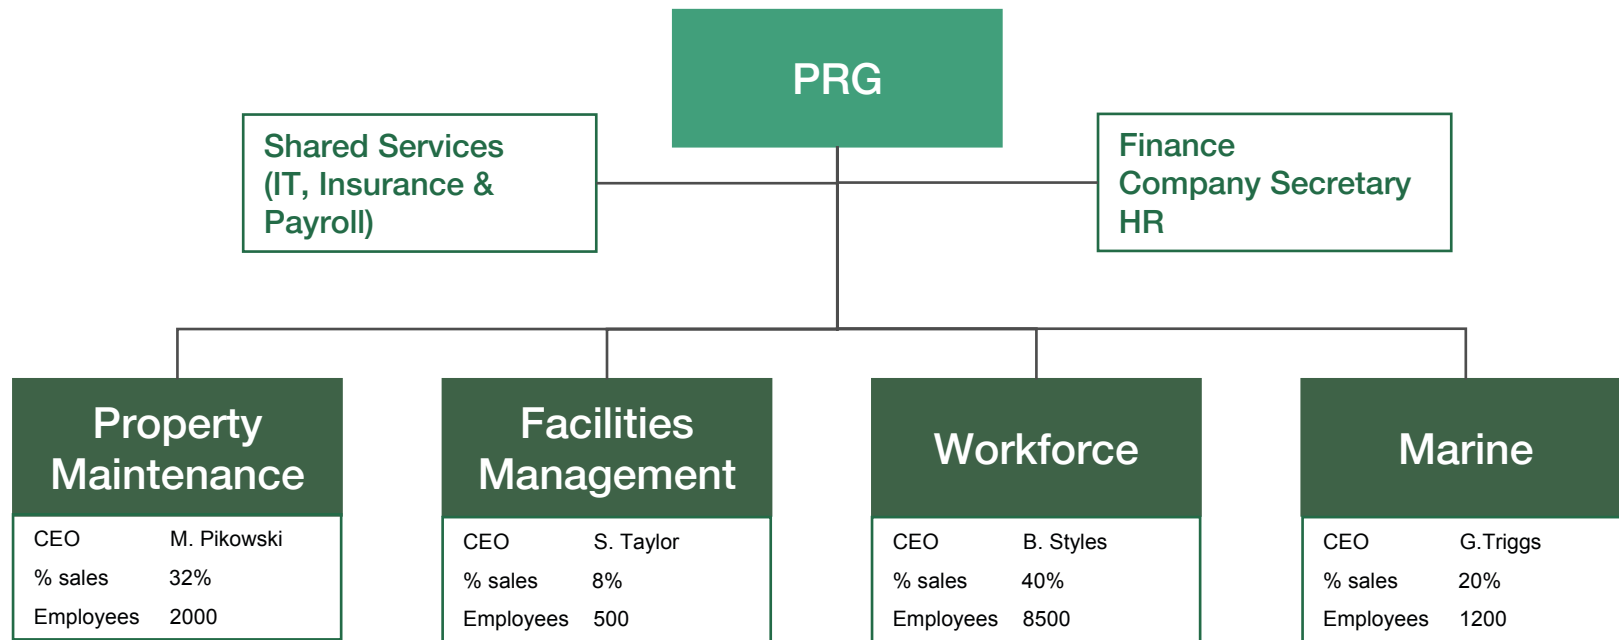 PRG
Shared Services
(IT, Insurance &
Payroll)
Finance
Company Secretary
HR
Property
Maintenance
CEO M. Pikowski
% sales 32%
Employees 2000
Facilities
Management
CEO S. Taylor
% sales 8%
Employees 500
Workforce
CEO B. Styles
% sales 40%
Employees 8500
Marine
CEO G.Triggs
% sales 20%
Employees 1200